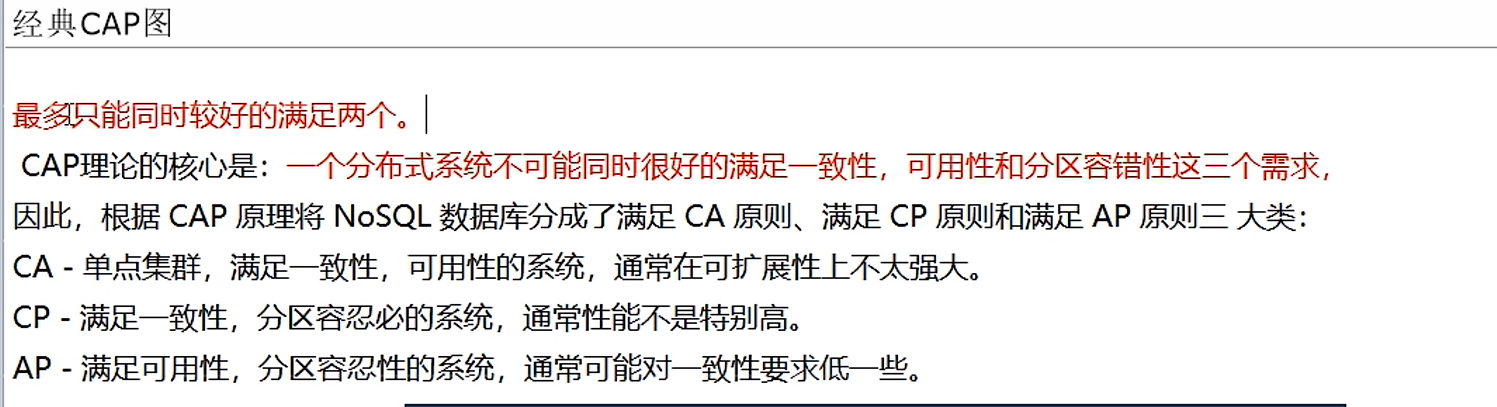 经典CAP图
最多只能同时较好的满足两个。
CAP理论的核心是：一个分布式系统不可能同时很好的满足一致性，可用性和分区容错性这三个需求，
因此，根据 CAP 原理将 NoSQL 数据库分成了满足 CA 原则、满足 CP 原则和满足 AP 原则三 大类：
CA - 单点集群，满足一致性，可用性的系统，通常在可扩展性上不太强大。
CP - 满足一致性，分区容忍必的系统，通常性能不是特别高。
AP - 满足可用性，分区容忍性的系统，通常可能对一致性要求低一些。